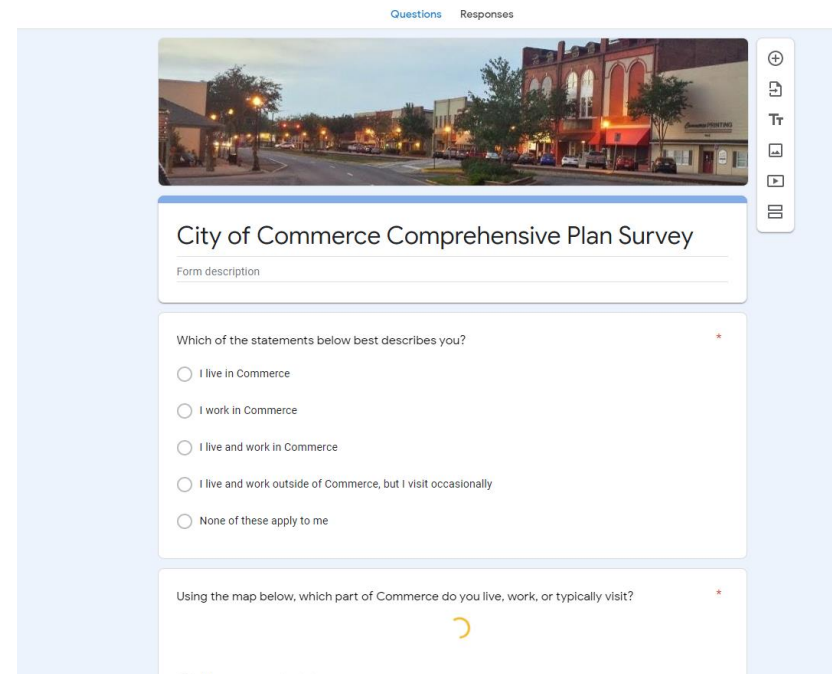 Questions Responses
PRINTING
City of Commerce Comprehensive Plan Survey
Form description
Which of the statements below best describes you? *
I live in Commerce
I work in Commerce
I live and work in Commerce
I live and work outside of Commerce, but I visit occasionally
None of these apply to me
Using the map below, which part of Commerce do you live, work, or typically visit? *